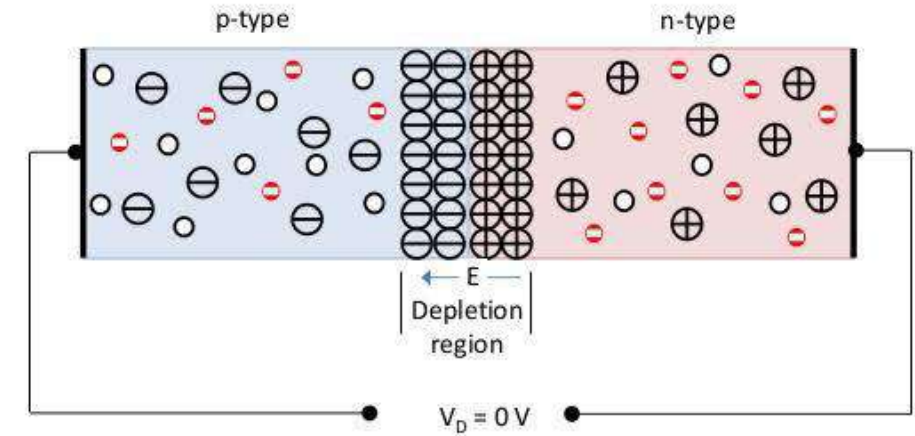 p-type
n-type
E
Depletion
region
V_D = 0 V